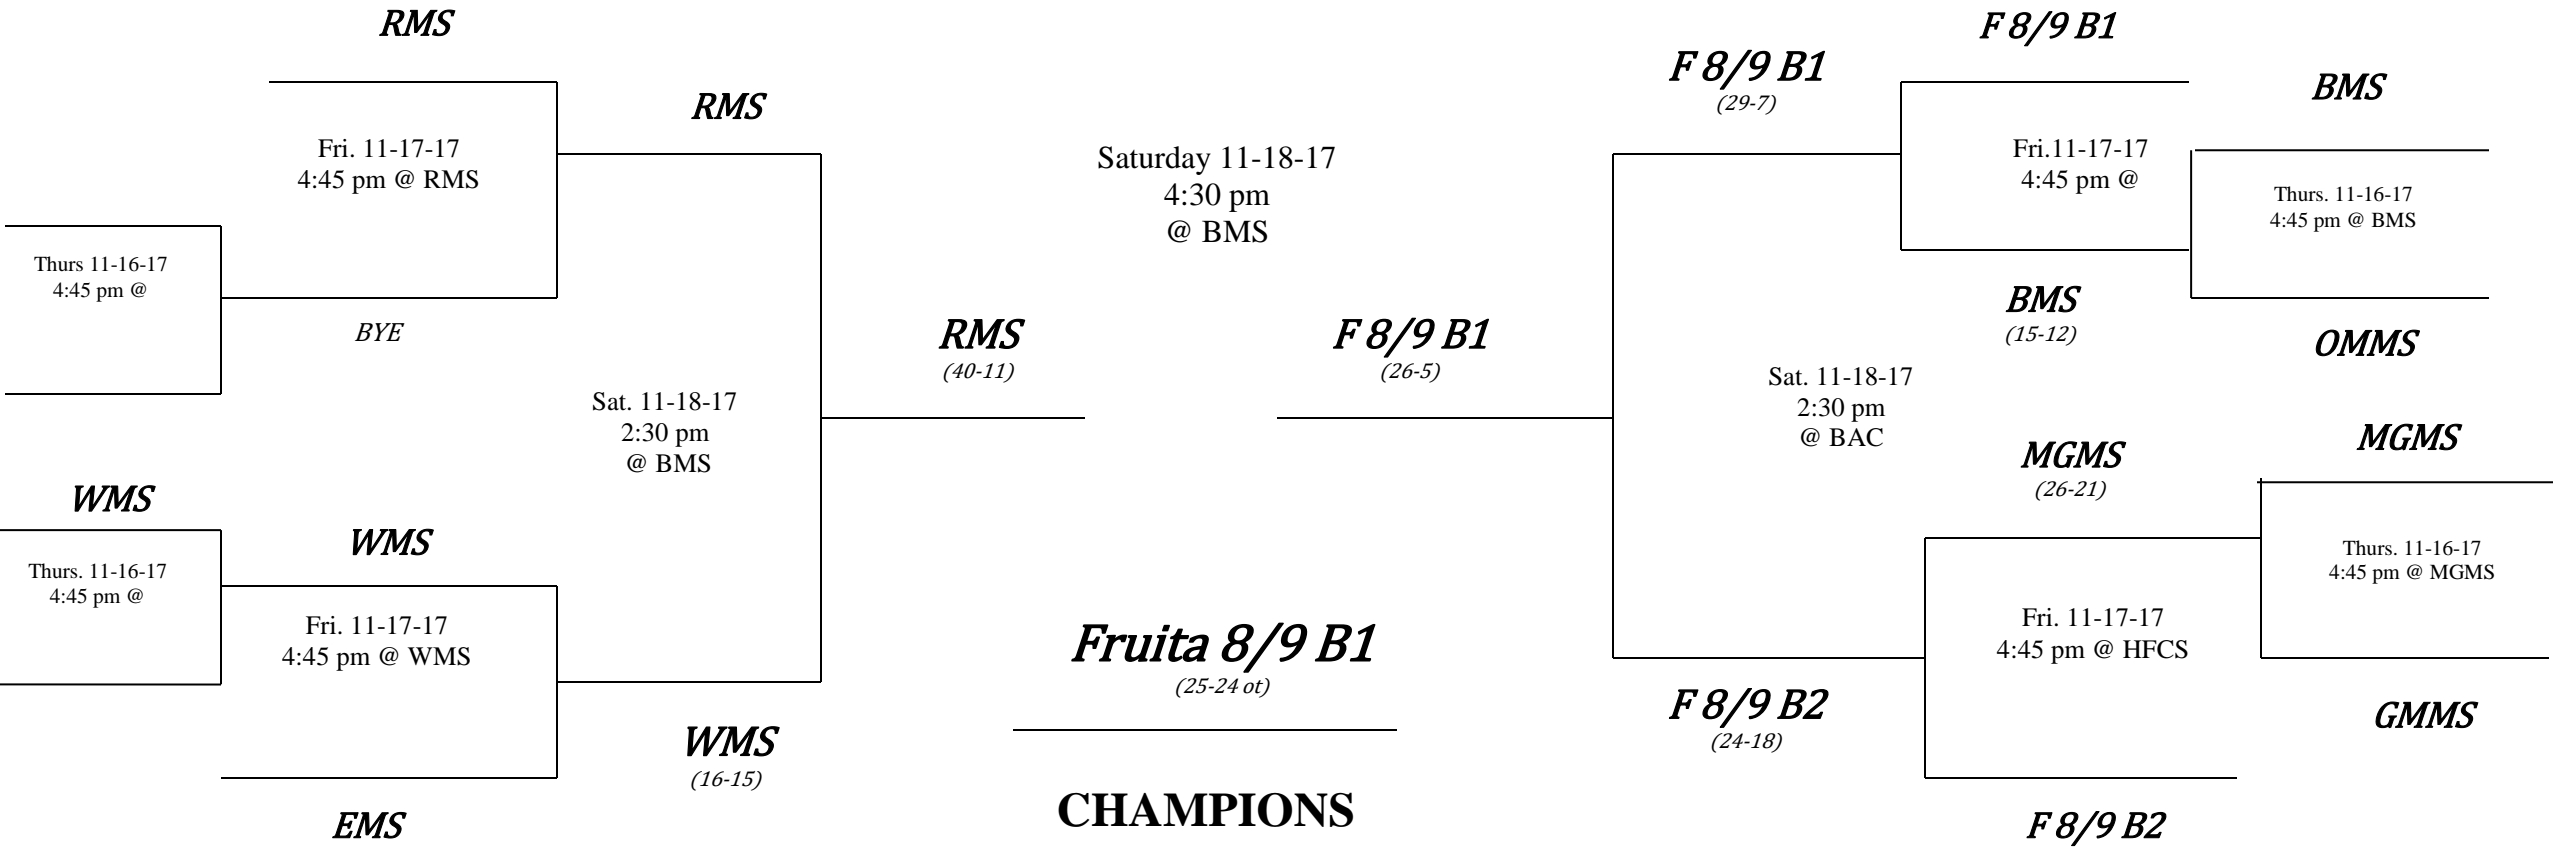 RMS
RMS
Fri. 11-17-17
4:45 pm @ RMS
Thurs 11-16-17
4:45 pm @
BYE
RMS
(40-11)
Sat. 11-18-17
2:30 pm
@ BMS
WMS
WMS
Thurs. 11-16-17
4:45 pm @
Fri. 11-17-17
4:45 pm @ WMS
WMS
(16-15)
EMS
Saturday 11-18-17
4:30 pm
@ BMS
Fruita 8/9 B1
(25-24 ot)
CHAMPIONS
F 8/9 B1
F 8/9 B1
(29-7)
BMS
Fri.11-17-17
4:45 pm @
Thurs. 11-16-17
4:45 pm @ BMS
BMS
(15-12)
OMMS
F 8/9 B1
(26-5)
Sat. 11-18-17
2:30 pm
@ BAC
MGMS
MGMS
(26-21)
Thurs. 11-16-17
4:45 pm @ MGMS
Fri. 11-17-17
4:45 pm @ HFCS
F 8/9 B2
(24-18)
GMMS
F 8/9 B2